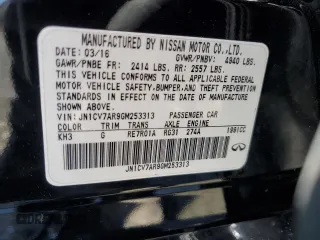 MANUFACTURED BY NISSAN MOTOR CO.,LTD.
DATE: 03/16 GVWR/PNBV: 4840 LBS.
GAWR/PNBE FR: 2414 LBS. RR: 2557 LBS.
THIS VEHICLE CONFORMS TO ALL APPLICABLE FEDERAL
MOTOR VEHICLE SAFETY,BUMPER,AND THEFT PREVENTION
STANDARDS IN EFFECT ON THE DATE OF MANUFACTURE
SHOWN ABOVE.
VIN: JN1CV7AR9GM253313 PASSENGER CAR
COLOR TRIM TRANS AXLE ENGINE
KH3 G RE7R01A RG31 274A 1991CC
JN1CV7AR9GM253313
INFINITI